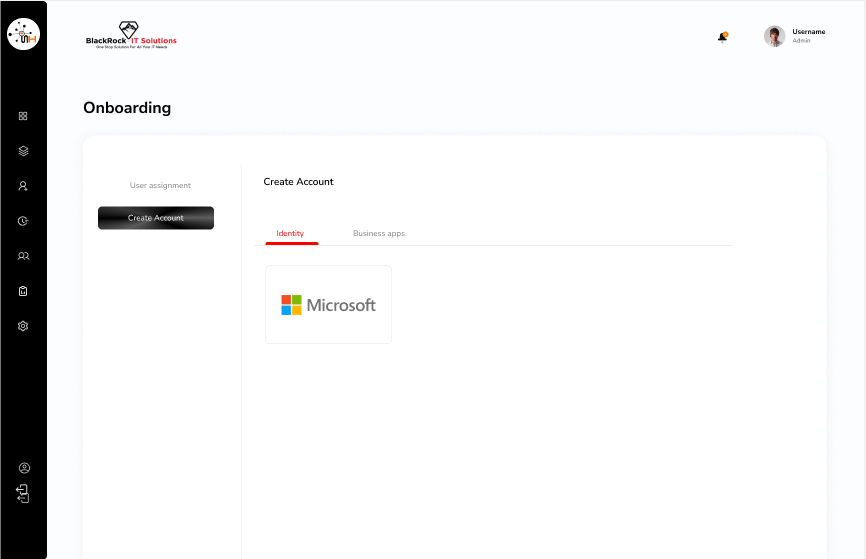 BlackRock IT Solutions
One Stop Solution For All Your IT Needs
Username
Admin
Onboarding
User assignment
Create Account
Create Account
Identity
Business apps
Microsoft